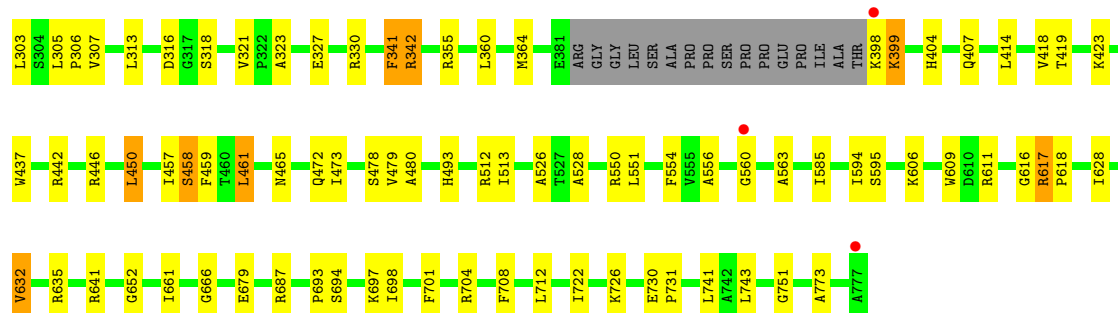 L303 S304 L305 P306 V307 L313 D316 G317 S318 V321 P322 A323 E327 R330 F341 R342 R355 L360 M364 E381 ARG GLY GLY LEU SER ALA PRO PRO SER PRO PRO GLU PRO ILE ALA THR K398 K399 H404 Q407 L414 V418 T419 K423
W437 R442 R446 L450 I457 S458 F459 T460 L461 N465 Q472 I473 S478 V479 A480 H493 R512 I513 A526 T527 A528 R550 L551 F554 V555 A556 G560 A563 I585 I594 S595 K606 W609 D610 R611 G616 R617 P618 I628
V632 R635 R641 G652 I661 G666 E679 R687 P693 S694 K697 I698 F701 R704 F708 L712 I722 K726 E730 P731 L741 A742 L743 G751 A773 A777